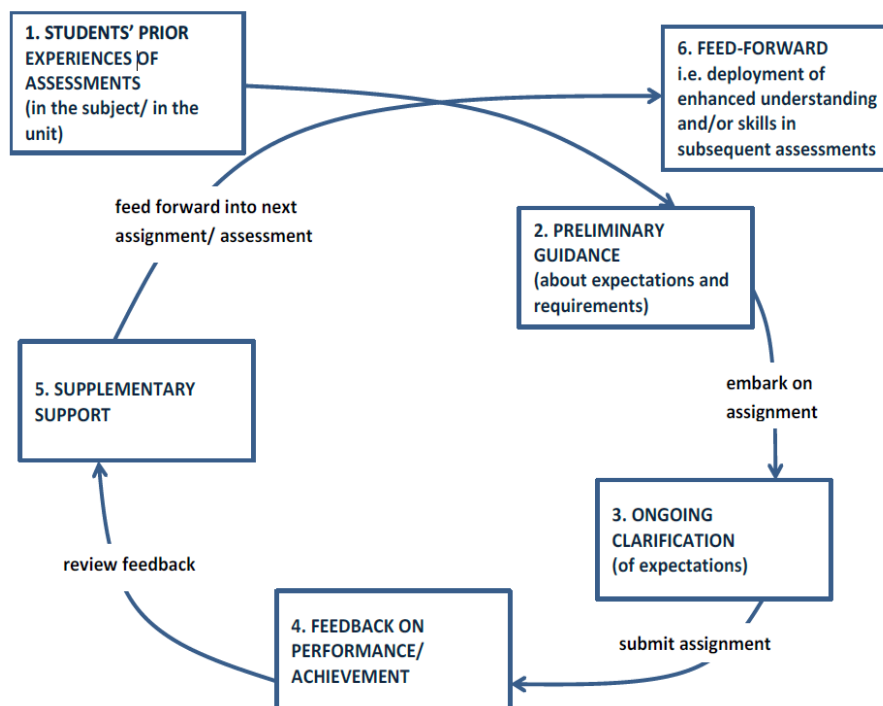 1. STUDENTS' PRIOR
EXPERIENCES OF
ASSESSMENTS
(in the subject/ in the
unit)
6. FEED-FORWARD
i.e. deployment of
enhanced understanding
and/or skills in
subsequent assessments
feed forward into next
assignment/ assessment
2. PRELIMINARY
GUIDANCE
(about expectations and
requirements)
5. SUPPLEMENTARY
SUPPORT
embark on
assignment
3. ONGOING
CLARIFICATION
(of expectations)
review feedback
4. FEEDBACK ON
PERFORMANCE/
ACHIEVEMENT
submit assignment